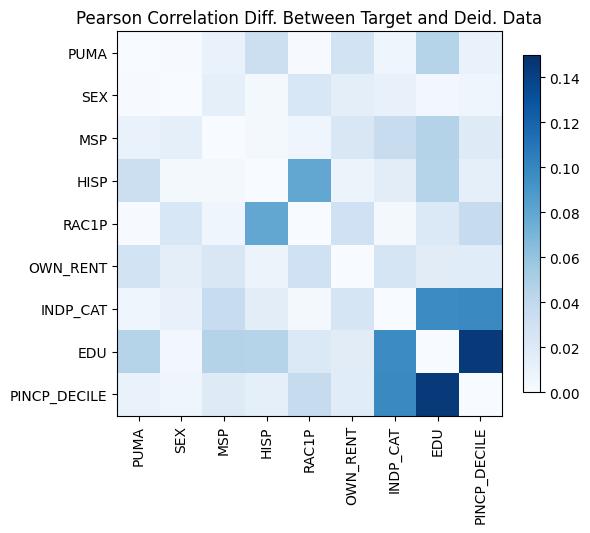 Pearson Correlation Diff. Between Target and Deid. Data
PUMA
SEX
MSP
HISP
RAC1P
OWN_RENT
INDP_CAT
EDU
PINCP_DECILE
PUMA
SEX
MSP
HISP
RAC1P
OWN_RENT
INDP_CAT
EDU
PINCP_DECILE
0.14
0.12
0.10
0.08
0.06
0.04
0.02
0.00